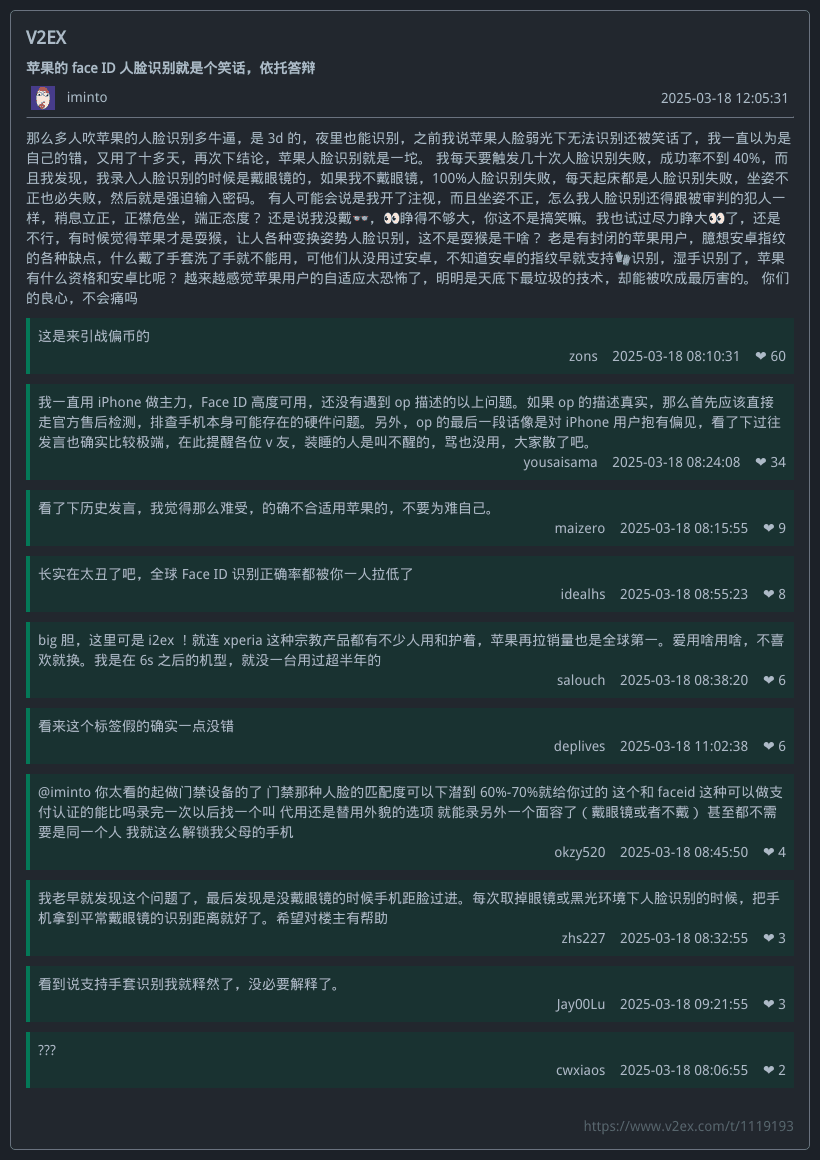 V2EX
苹果的 face ID 人脸识别就是个笑话，依托答辩
iminto 2025-03-18 12:05:31
那么多人吹苹果的人脸识别多牛逼，是 3d 的，夜里也能识别，之前我说苹果人脸弱光下无法识别还被笑话了，我一直以为是
自己的错，又用了十多天，再次下结论，苹果人脸识别就是一坨。 我每天要触发几十次人脸识别失败，成功率不到 40%，而
且我发现，我录入人脸识别的时候是戴眼镜的，如果我不戴眼镜，100%人脸识别失败，每天起床都是人脸识别失败，坐姿不
正也必失败，然后就是强迫输入密码。 有人可能会说是我开了注视，而且坐姿不正，怎么我人脸识别还得跟被审判的犯人一
样，稍息立正，正襟危坐，端正态度？ 还是说我没戴🕶️，👀睁得不够大，你这不是搞笑嘛。我也试过尽力睁大👀了，还是
不行，有时候觉得苹果才是耍猴，让人各种变换姿势人脸识别，这不是耍猴是干啥？ 老是有封闭的苹果用户，臆想安卓指纹
的各种缺点，什么戴了手套洗了手就不能用，可他们从没用过安卓，不知道安卓的指纹早就支持🧤识别，湿手识别了，苹果
有什么资格和安卓比呢？ 越来越感觉苹果用户的自适应太恐怖了，明明是天底下最垃圾的技术，却能被吹成最厉害的。 你们
的良心，不会痛吗
这是来引战偏币的
zons 2025-03-18 08:10:31 ❤ 60
我一直用 iPhone 做主力，Face ID 高度可用，还没有遇到 op 描述的以上问题。如果 op 的描述真实，那么首先应该直接
走官方售后检测，排查手机本身可能存在的硬件问题。另外，op 的最后一段话像是对 iPhone 用户抱有偏见，看了下过往
发言也确实比较极端，在此提醒各位 v 友，装睡的人是叫不醒的，骂也没用，大家散了吧。
yousaisama 2025-03-18 08:24:08 ❤ 34
看了下历史发言，我觉得那么难受，的确不合适用苹果的，不要为难自己。
maizero 2025-03-18 08:15:55 ❤ 9
长实在太丑了吧，全球 Face ID 识别正确率都被你一人拉低了
idealhs 2025-03-18 08:55:23 ❤ 8
big 胆，这里可是 i2ex ！就连 xperia 这种宗教产品都有不少人用和护着，苹果再拉销量也是全球第一。爱用啥用啥，不喜
欢就换。我是在 6s 之后的机型，就没一台用过超半年的
salouch 2025-03-18 08:38:20 ❤ 6
看来这个标签假的确实一点没错
deplives 2025-03-18 11:02:38 ❤ 6
@iminto 你太看的起做门禁设备的了 门禁那种人脸的匹配度可以下潜到 60%-70%就给你过的 这个和 faceid 这种可以做支
付认证的能比吗录完一次以后找一个叫 代用还是替用外貌的选项 就能录另外一个面容了（戴眼镜或者不戴） 甚至都不需
要是同一个人 我就这么解锁我父母的手机
okzy520 2025-03-18 08:45:50 ❤ 4
我老早就发现这个问题了，最后发现是没戴眼镜的时候手机距脸过进。每次取掉眼镜或黑光环境下人脸识别的时候，把手
机拿到平常戴眼镜的识别距离就好了。希望对楼主有帮助
zhs227 2025-03-18 08:32:55 ❤ 3
看到说支持手套识别我就释然了，没必要解释了。
Jay00Lu 2025-03-18 09:21:55 ❤ 3
???
cwxiaos 2025-03-18 08:06:55 ❤ 2
https://www.v2ex.com/t/1119193